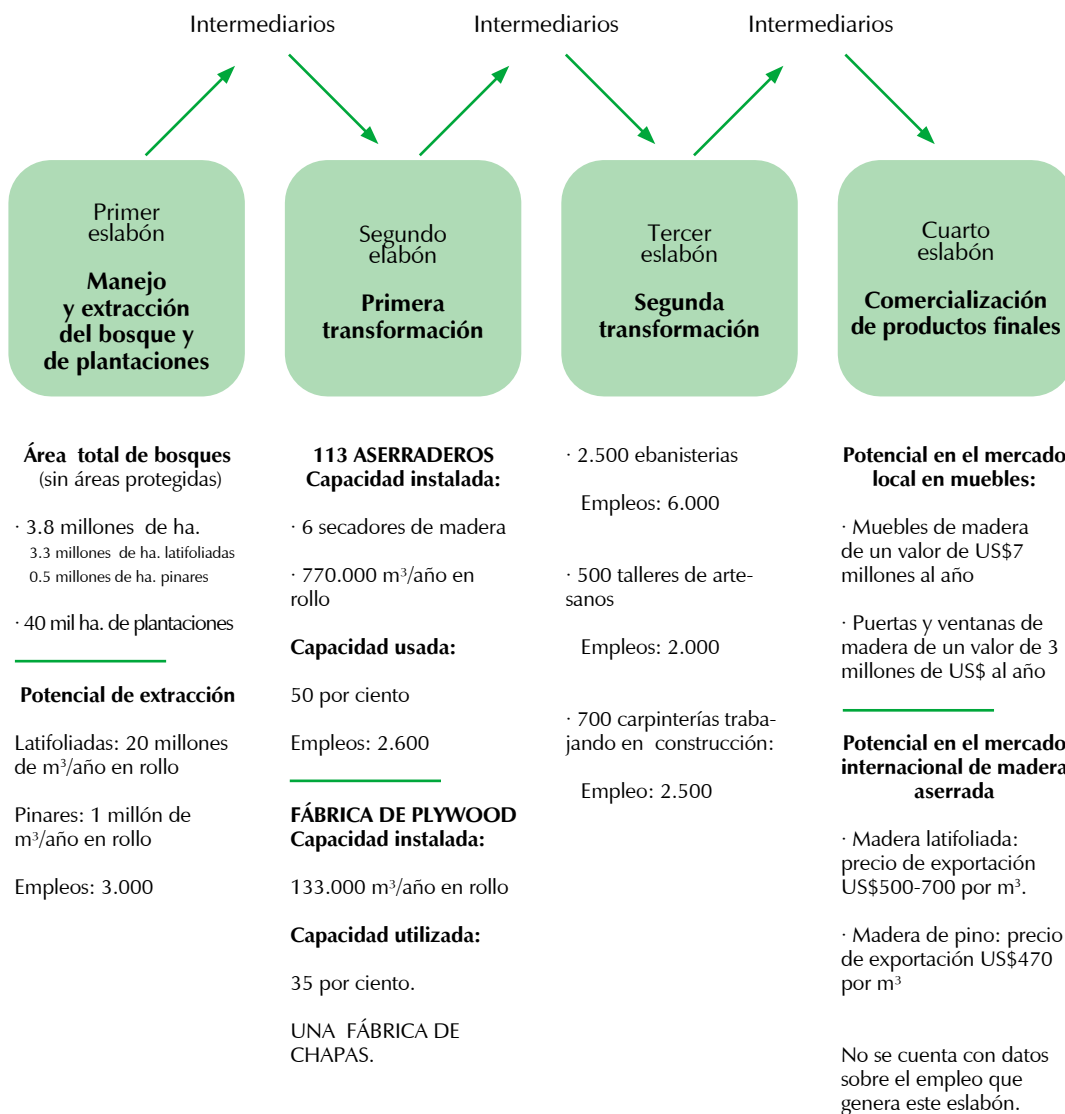 Intermediarios
Intermediarios
Intermediarios
Primer
eslabón
Manejo
y extracción
del bosque y
de plantaciones
Segundo
elabón
Primera
transformación
Tercer
eslabón
Segunda
transformación
Cuarto
eslabón
Comercialización
de productos finales
Área total de bosques
(sin áreas protegidas)
· 3.8 millones de ha.
3.3 millones de ha. latifoliadas
0.5 millones de ha. pinares
· 40 mil ha. de plantaciones
Potencial de extracción
Latifoliadas: 20 millones
de m³/año en rollo
Pinares: 1 millón de
m³/año en rollo
Empleos: 3.000
113 ASERRADEROS
Capacidad instalada:
· 6 secadores de madera
· 770.000 m³/año en
rollo
Capacidad usada:
50 por ciento
Empleos: 2.600
FÁBRICA DE PLYWOOD
Capacidad instalada:
133.000 m³/año en rollo
Capacidad utilizada:
35 por ciento.
UNA FÁBRICA DE
CHAPAS.
· 2.500 ebanisterias
Empleos: 6.000
· 500 talleres de arte-
sanos
Empleos: 2.000
· 700 carpinterías traba-
jando en construcción:
Empleo: 2.500
Potencial en el mercado
local en muebles:
· Muebles de madera
de un valor de US$7
millones al año
· Puertas y ventanas de
madera de un valor de 3
millones de US$ al año
Potencial en el mercado
internacional de madera
aserrada
· Madera latifoliada:
precio de exportación
US$500-700 por m³.
· Madera de pino: precio
de exportación US$470
por m³
No se cuenta con datos
sobre el empleo que
genera este eslabón.